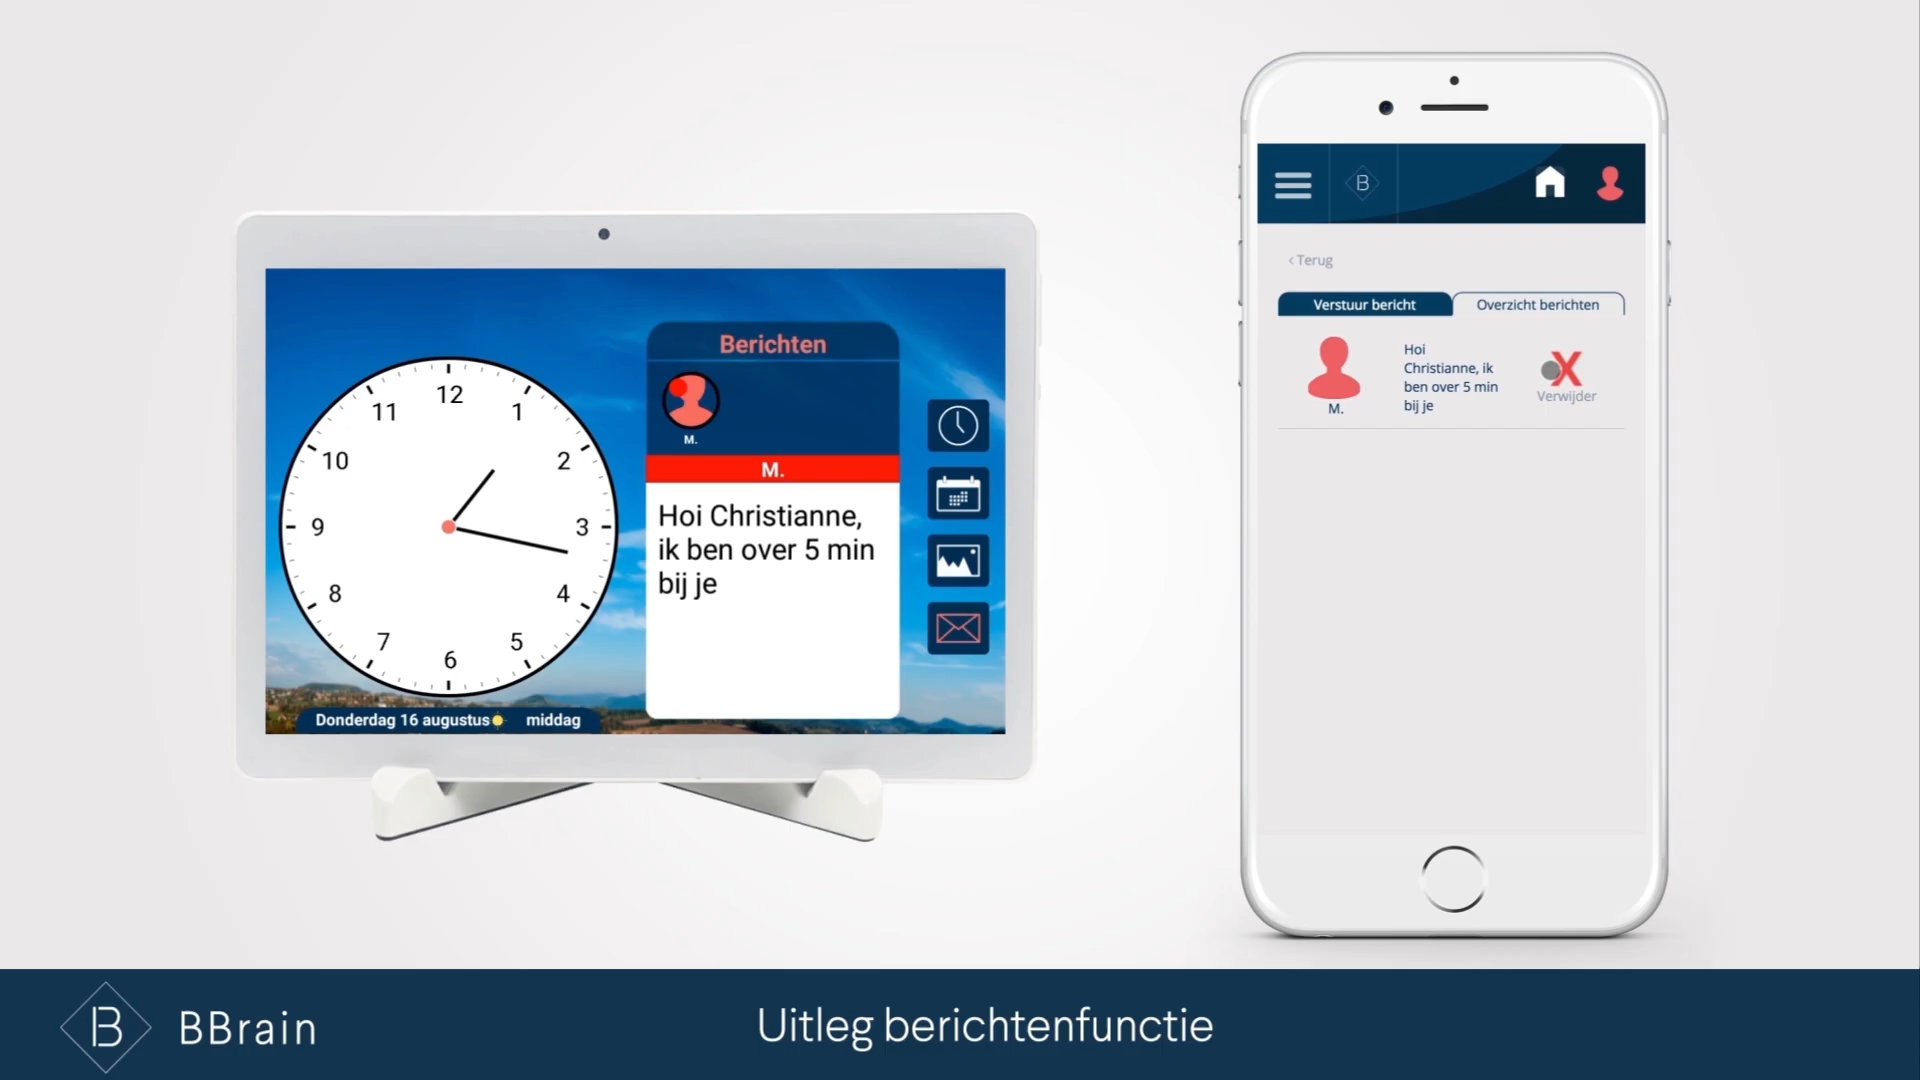 12
11
1
10
2
9
3
8
4
7
5
6
Donderdag 16 augustus middag
Berichten
M.
M.
Hoi Christianne,
ik ben over 5 min
bij je
B
‹ Terug
Verstuur bericht
Overzicht berichten
M.
Hoi
Christianne, ik
ben over 5 min
bij je
X
Verwijder
B BBrain
Uitleg berichtenfunctie